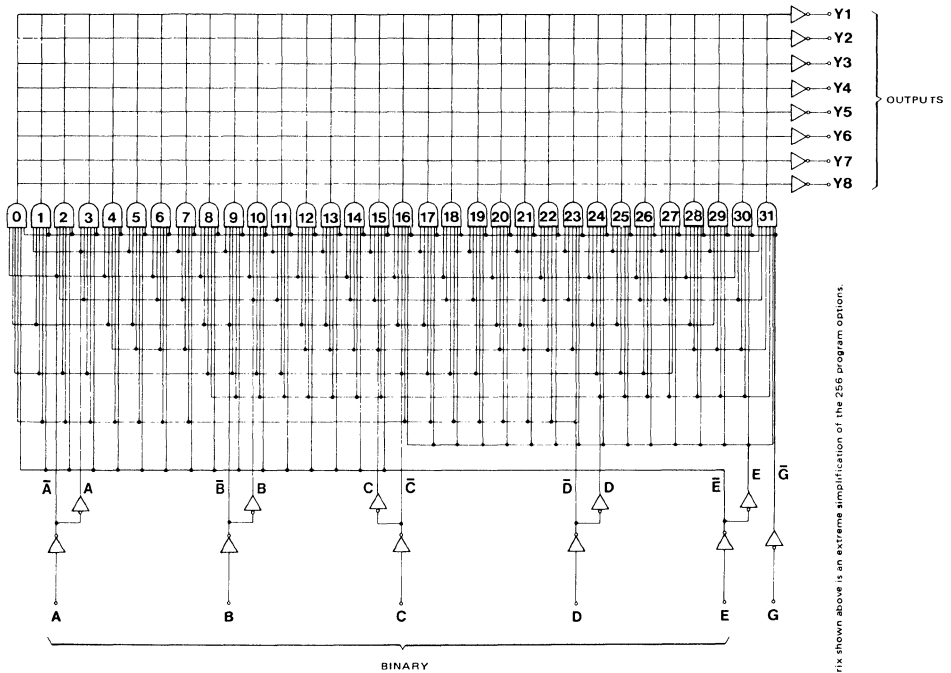 Y1
Y2
Y3
Y4
Y5
Y6
Y7
Y8
OUTPUTS
0 1 2 3 4 5 6 7 8 9 10 11 12 13 14 15 16 17 18 19 20 21 22 23 24 25 26 27 28 29 30 31
A̅ A B̅ B C C̅ D̅ D E̅ E G̅
A B C D E G
BINARY
rix shown above is an extreme simplification of the 256 program options.